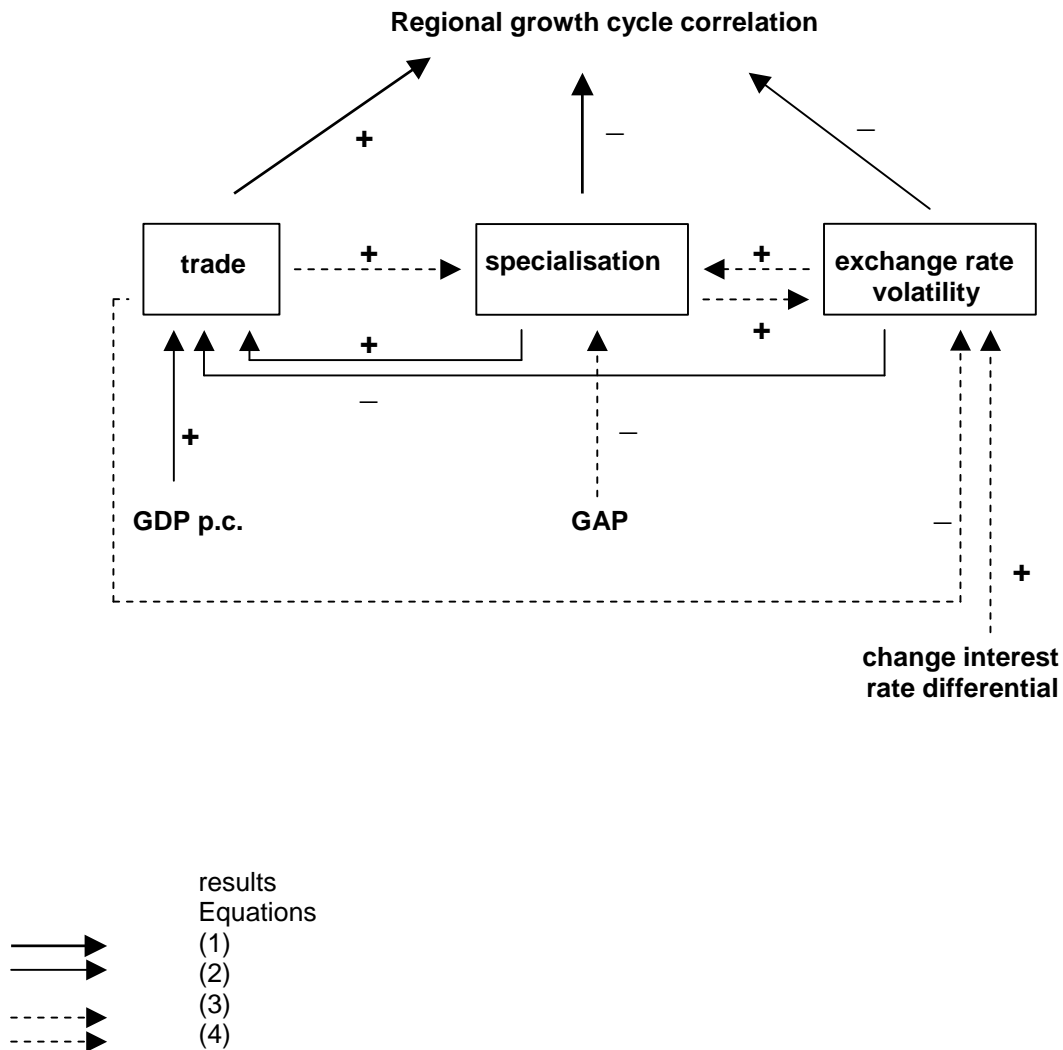 Regional growth cycle correlation
+
–
–
trade
+
specialisation
+
exchange rate
volatility
+
+
–
+
–
GDP p.c.
GAP
–
+
change interest
rate differential
results
Equations
(1)
(2)
(3)
(4)